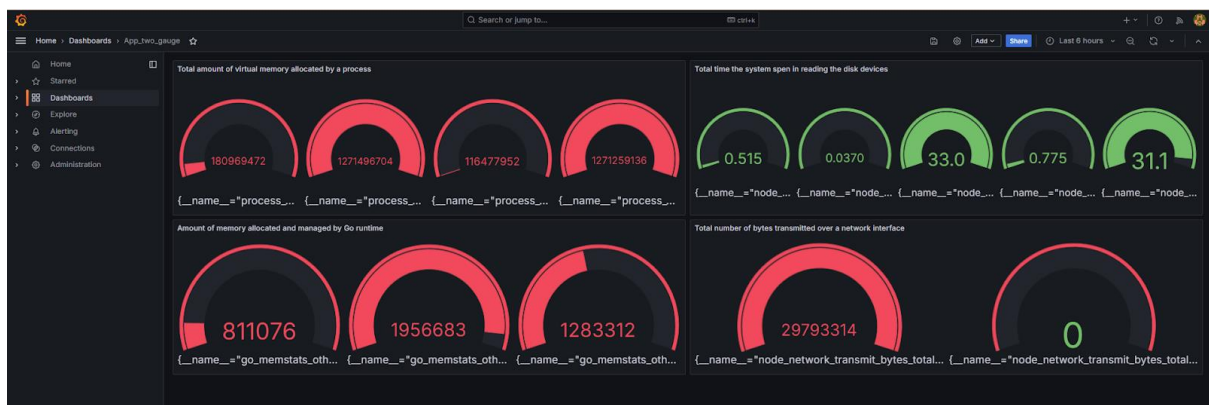 Search or jump to...
ctrl+k
Home › Dashboards › App_two_gauge
Add
Share
Last 6 hours
Home
Starred
Dashboards
Explore
Alerting
Connections
Administration
Total amount of virtual memory allocated by a process
180969472
1271496704
116477952
1271259136
{__name__="process_...
{__name__="process_...
{__name__="process_...
{__name__="process_...
Total time the system spen in reading the disk devices
0.515
0.0370
33.0
0.775
31.1
{__name__="node_...
{__name__="node_...
{__name__="node_...
{__name__="node_...
{__name__="node_...
Amount of memory allocated and managed by Go runtime
811076
1956683
1283312
{__name__="go_memstats_oth...
{__name__="go_memstats_oth...
{__name__="go_memstats_oth...
Total number of bytes transmitted over a network interface
29793314
0
{__name__="node_network_transmit_bytes_total...
{__name__="node_network_transmit_bytes_total...